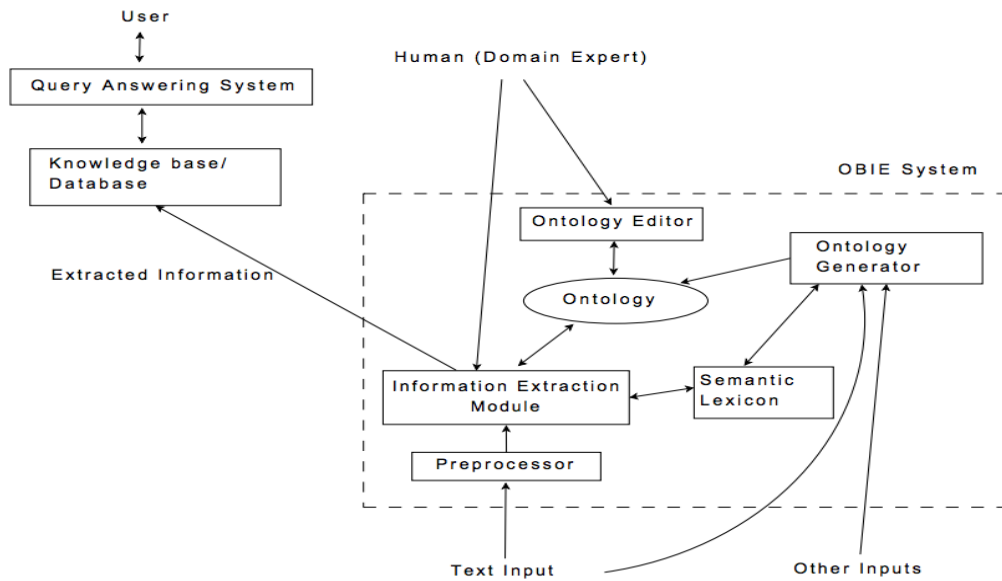 User
Query Answering System
Human (Domain Expert)
Knowledge base/
Database
OBIE System
Ontology Editor
Ontology
Generator
Extracted Information
Ontology
Information Extraction
Module
Semantic
Lexicon
Preprocessor
Text Input
Other Inputs